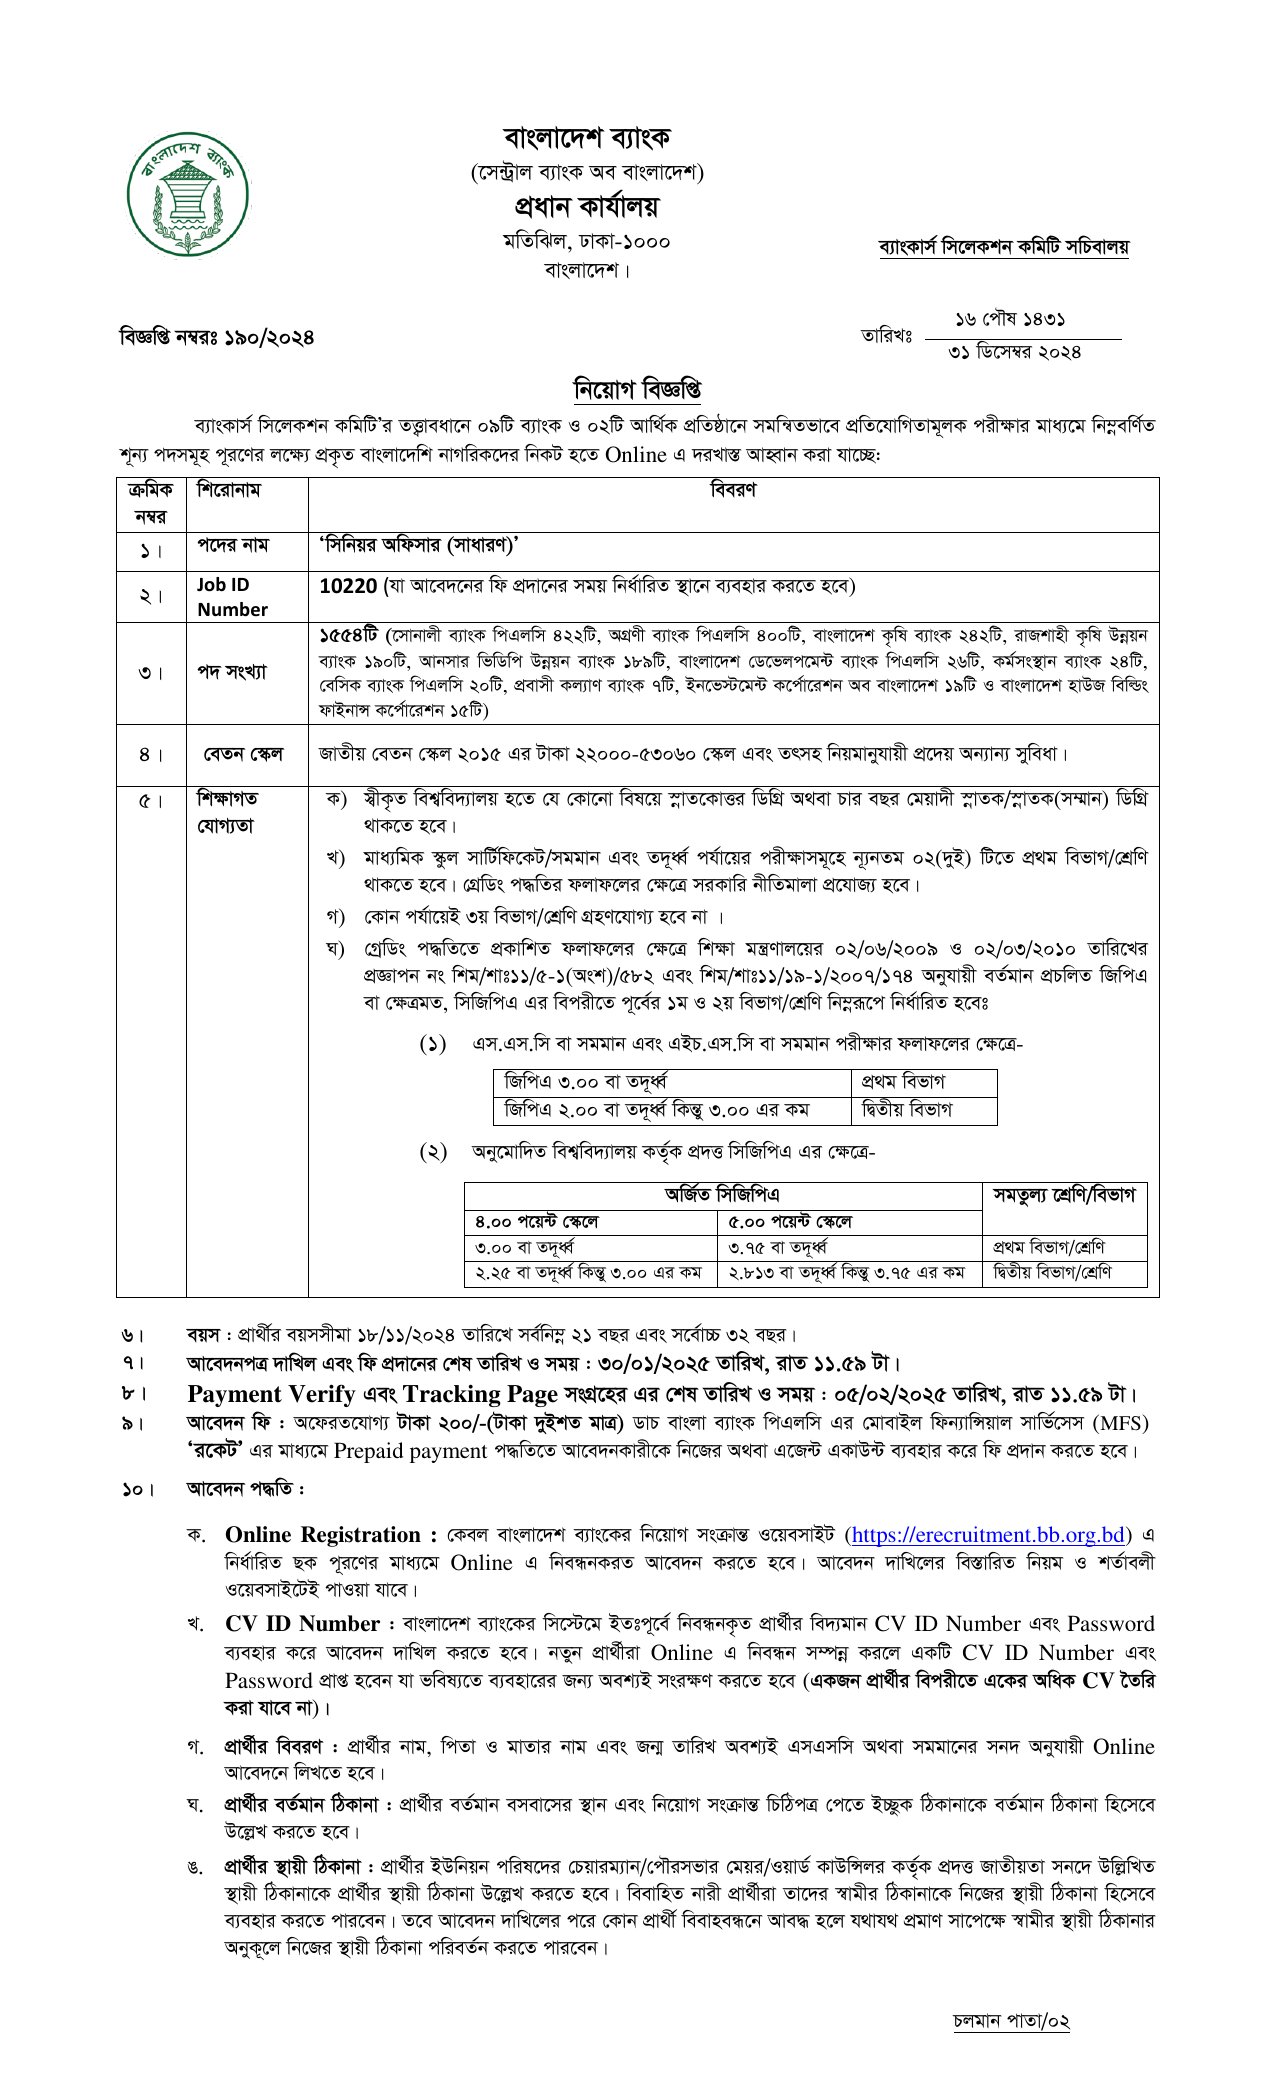 বাংলাদেশ ব্যাংক
বাংলাদেশ ব্যাংক
(সেন্ট্রাল ব্যাংক অব বাংলাদেশ)
প্রধান কার্যালয়
মতিঝিল, ঢাকা-১০০০
বাংলাদেশ।
ব্যাংকার্স সিলেকশন কমিটি সচিবালয়
বিজ্ঞপ্তি নম্বরঃ ১৯০/২০২৪
তারিখঃ ১৬ পৌষ ১৪৩১
৩১ ডিসেম্বর ২০২৪
নিয়োগ বিজ্ঞপ্তি
ব্যাংকার্স সিলেকশন কমিটি’র তত্ত্বাবধানে ০৯টি ব্যাংক ও ০২টি আর্থিক প্রতিষ্ঠানে সমন্বিতভাবে প্রতিযোগিতামূলক পরীক্ষার মাধ্যমে নিম্নবর্ণিত
শূন্য পদসমূহ পূরণের লক্ষ্যে প্রকৃত বাংলাদেশি নাগরিকদের নিকট হতে Online এ দরখাস্ত আহ্বান করা যাচ্ছেঃ
ক্রমিক নম্বর শিরোনাম বিবরণ
১। পদের নাম ‘সিনিয়র অফিসার (সাধারণ)’
২। Job ID Number 10220 (যা আবেদনের ফি প্রদানের সময় নির্ধারিত স্থানে ব্যবহার করতে হবে)
৩। পদ সংখ্যা ১৫৫৪টি (সোনালী ব্যাংক পিএলসি ৪২২টি, অগ্রণী ব্যাংক পিএলসি ৪০০টি, বাংলাদেশ কৃষি ব্যাংক ২৪২টি, রাজশাহী কৃষি উন্নয়ন
ব্যাংক ১৯০টি, আনসার ভিডিপি উন্নয়ন ব্যাংক ১৮৯টি, বাংলাদেশ ডেভেলপমেন্ট ব্যাংক পিএলসি ২৬টি, কর্মসংস্থান ব্যাংক ২৪টি,
বেসিক ব্যাংক পিএলসি ২০টি, প্রবাসী কল্যাণ ব্যাংক ৭টি, ইনভেস্টমেন্ট কর্পোরেশন অব বাংলাদেশ ১৯টি ও বাংলাদেশ হাউজ বিল্ডিং
ফাইনান্স কর্পোরেশন ১৫টি)
৪। বেতন স্কেল জাতীয় বেতন স্কেল ২০১৫ এর টাকা ২২০০০-৫৩০৬০ স্কেল এবং তৎসহ নিয়মানুযায়ী প্রদেয় অন্যান্য সুবিধা।
৫। শিক্ষাগত যোগ্যতা
ক) স্বীকৃত বিশ্ববিদ্যালয় হতে যে কোনো বিষয়ে স্নাতকোত্তর ডিগ্রি অথবা চার বছর মেয়াদী স্নাতক/স্নাতক(সম্মান) ডিগ্রি
থাকতে হবে।
খ) মাধ্যমিক স্কুল সার্টিফিকেট/সমমান এবং তদূর্ধ্ব পর্যায়ের পরীক্ষাসমূহে ন্যূনতম ০২(দুই) টিতে প্রথম বিভাগ/শ্রেণি
থাকতে হবে। গ্রেডিং পদ্ধতির ফলাফলের ক্ষেত্রে সরকারি নীতিমালা প্রযোজ্য হবে।
গ) কোন পর্যায়েই ৩য় বিভাগ/শ্রেণি গ্রহণযোগ্য হবে না ।
ঘ) গ্রেডিং পদ্ধতিতে প্রকাশিত ফলাফলের ক্ষেত্রে শিক্ষা মন্ত্রণালয়ের ০২/০৬/২০০৯ ও ০২/০৩/২০১০ তারিখের
প্রজ্ঞাপন নং শিম/শাঃ১১/৫-১(অংশ)/৫৮২ এবং শিম/শাঃ১১/১৯-১/২০০৭/১৭৪ অনুযায়ী বর্তমান প্রচলিত জিপিএ
বা ক্ষেত্রমত, সিজিপিএ এর বিপরীতে পূর্বের ১ম ও ২য় বিভাগ/শ্রেণি নিম্নরূপে নির্ধারিত হবেঃ
(১) এস.এস.সি বা সমমান এবং এইচ.এস.সি বা সমমান পরীক্ষার ফলাফলের ক্ষেত্রে-
জিপিএ ৩.০০ বা তদূর্ধ্ব প্রথম বিভাগ
জিপিএ ২.০০ বা তদূর্ধ্ব কিন্তু ৩.০০ এর কম দ্বিতীয় বিভাগ
(২) অনুমোদিত বিশ্ববিদ্যালয় কর্তৃক প্রদত্ত সিজিপিএ এর ক্ষেত্রে-
অর্জিত সিজিপিএ সমতুল্য শ্রেণি/বিভাগ
৪.০০ পয়েন্ট স্কেলে ৫.০০ পয়েন্ট স্কেলে
৩.০০ বা তদূর্ধ্ব ৩.৭৫ বা তদূর্ধ্ব প্রথম বিভাগ/শ্রেণি
২.২৫ বা তদূর্ধ্ব কিন্তু ৩.০০ এর কম ২.৮১৩ বা তদূর্ধ্ব কিন্তু ৩.৭৫ এর কম দ্বিতীয় বিভাগ/শ্রেণি
৬। বয়স : প্রার্থীর বয়সসীমা ১৮/১১/২০২৪ তারিখে সর্বনিম্ন ২১ বছর এবং সর্বোচ্চ ৩২ বছর।
৭। আবেদনপত্র দাখিল এবং ফি প্রদানের শেষ তারিখ ও সময় : ৩০/০১/২০২৫ তারিখ, রাত ১১.৫৯ টা।
৮। Payment Verify এবং Tracking Page সংগ্রহের এর শেষ তারিখ ও সময় : ০৫/০২/২০২৫ তারিখ, রাত ১১.৫৯ টা।
৯। আবেদন ফি : অফেরতযোগ্য টাকা ২০০/-(টাকা দুইশত মাত্র) ডাচ বাংলা ব্যাংক পিএলসি এর মোবাইল ফিন্যান্সিয়াল সার্ভিসেস (MFS)
‘রকেট’ এর মাধ্যমে Prepaid payment পদ্ধতিতে আবেদনকারীকে নিজের অথবা এজেন্ট একাউন্ট ব্যবহার করে ফি প্রদান করতে হবে।
১০। আবেদন পদ্ধতি :
ক. Online Registration : কেবল বাংলাদেশ ব্যাংকের নিয়োগ সংক্রান্ত ওয়েবসাইট (https://erecruitment.bb.org.bd) এ
নির্ধারিত ছক পূরণের মাধ্যমে Online এ নিবন্ধনকরত আবেদন করতে হবে। আবেদন দাখিলের বিস্তারিত নিয়ম ও শর্তাবলী
ওয়েবসাইটেই পাওয়া যাবে।
খ. CV ID Number : বাংলাদেশ ব্যাংকের সিস্টেমে ইতঃপূর্বে নিবন্ধনকৃত প্রার্থীর বিদ্যমান CV ID Number এবং Password
ব্যবহার করে আবেদন দাখিল করতে হবে। নতুন প্রার্থীরা Online এ নিবন্ধন সম্পন্ন করলে একটি CV ID Number এবং
Password প্রাপ্ত হবেন যা ভবিষ্যতে ব্যবহারের জন্য অবশ্যই সংরক্ষণ করতে হবে (একজন প্রার্থীর বিপরীতে একের অধিক CV তৈরি
করা যাবে না)।
গ. প্রার্থীর বিবরণ : প্রার্থীর নাম, পিতা ও মাতার নাম এবং জন্ম তারিখ অবশ্যই এসএসসি অথবা সমমানের সনদ অনুযায়ী Online
আবেদনে লিখতে হবে।
ঘ. প্রার্থীর বর্তমান ঠিকানা : প্রার্থীর বর্তমান বসবাসের স্থান এবং নিয়োগ সংক্রান্ত চিঠিপত্র পেতে ইচ্ছুক ঠিকানাকে বর্তমান ঠিকানা হিসেবে
উল্লেখ করতে হবে।
ঙ. প্রার্থীর স্থায়ী ঠিকানা : প্রার্থীর ইউনিয়ন পরিষদের চেয়ারম্যান/পৌরসভার মেয়র/ওয়ার্ড কাউন্সিলর কর্তৃক প্রদত্ত জাতীয়তা সনদে উল্লিখিত
স্থায়ী ঠিকানাকে প্রার্থীর স্থায়ী ঠিকানা উল্লেখ করতে হবে। বিবাহিত নারী প্রার্থীরা তাদের স্বামীর ঠিকানাকে নিজের স্থায়ী ঠিকানা হিসেবে
ব্যবহার করতে পারবেন। তবে আবেদন দাখিলের পরে কোন প্রার্থী বিবাহবন্ধনে আবদ্ধ হলে যথাযথ প্রমাণ সাপেক্ষে স্বামীর স্থায়ী ঠিকানার
অনুকূলে নিজের স্থায়ী ঠিকানা পরিবর্তন করতে পারবেন।
চলমান পাতা/০২